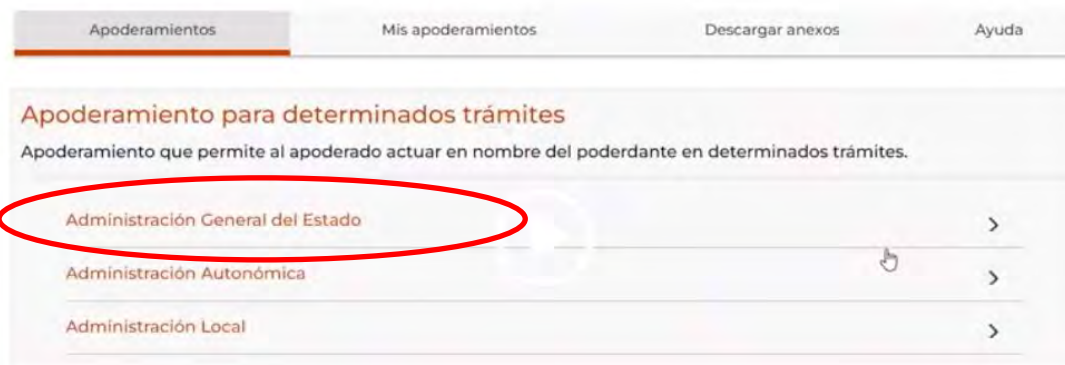 Apoderamientos Mis apoderamientos Descargar anexos Ayuda
Apoderamiento para determinados trámites
Apoderamiento que permite al apoderado actuar en nombre del poderdante en determinados trámites.
Administración General del Estado
Administración Autonómica
Administración Local